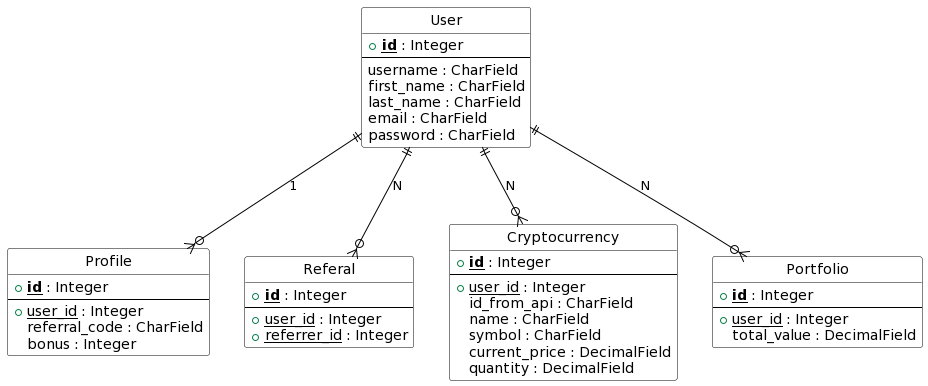 User
id : Integer
username : CharField
first_name : CharField
last_name : CharField
email : CharField
password : CharField
1
N
N
N
Profile
id : Integer
user_id : Integer
referral_code : CharField
bonus : Integer
Referal
id : Integer
user_id : Integer
referrer_id : Integer
Cryptocurrency
id : Integer
user_id : Integer
id_from_api : CharField
name : CharField
symbol : CharField
current_price : DecimalField
quantity : DecimalField
Portfolio
id : Integer
user_id : Integer
total_value : DecimalField